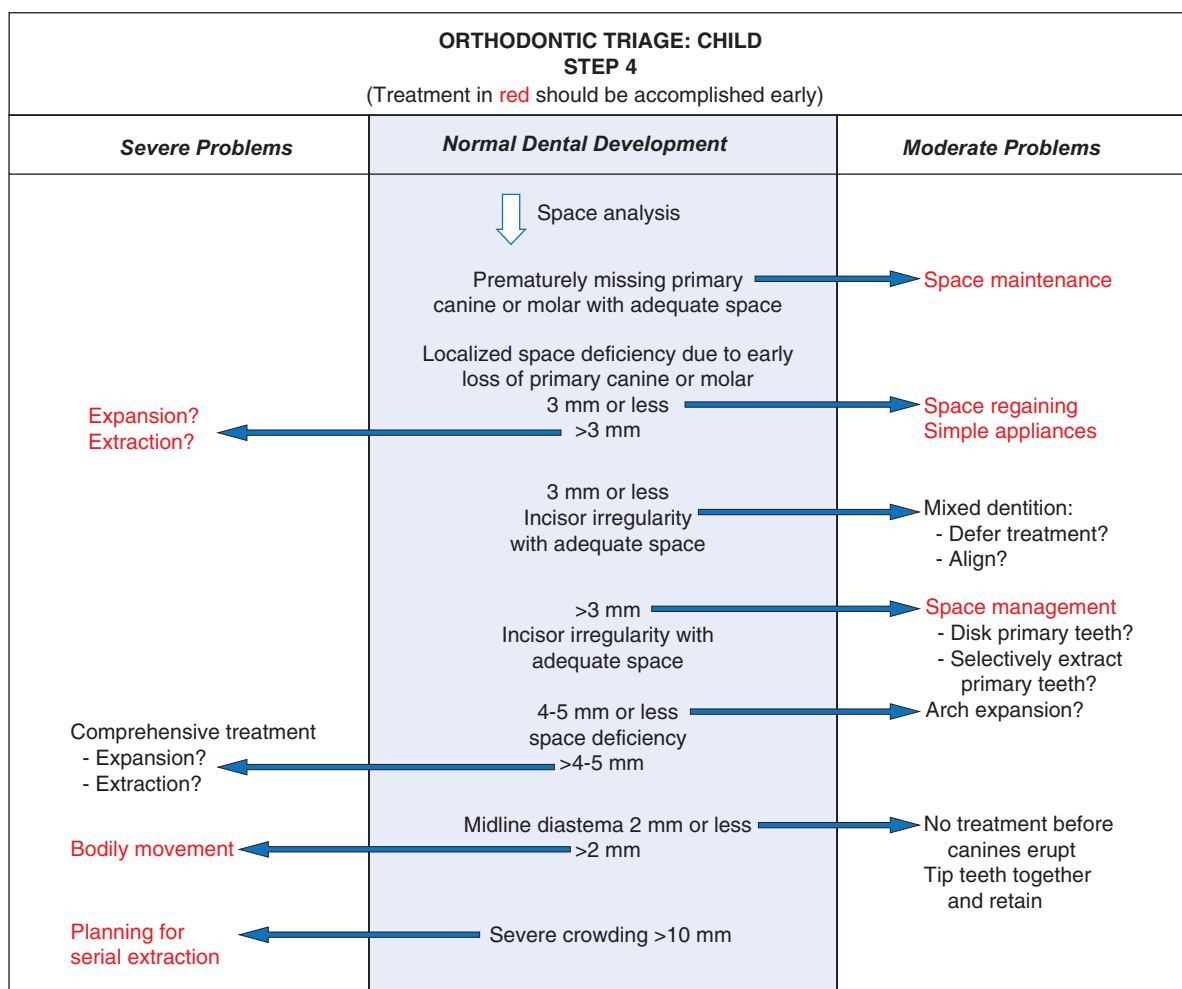 ORTHODONTIC TRIAGE: CHILD
STEP 4
(Treatment in red should be accomplished early)
Severe Problems
Normal Dental Development
Moderate Problems
Space analysis
Prematurely missing primary
canine or molar with adequate space
Space maintenance
Localized space deficiency due to early
loss of primary canine or molar
3 mm or less
>3 mm
Expansion?
Extraction?
Space regaining
Simple appliances
3 mm or less
Incisor irregularity
with adequate space
Mixed dentition:
- Defer treatment?
- Align?
>3 mm
Incisor irregularity with
adequate space
Space management
- Disk primary teeth?
- Selectively extract
primary teeth?
4-5 mm or less
space deficiency
>4-5 mm
Arch expansion?
Comprehensive treatment
- Expansion?
- Extraction?
Midline diastema 2 mm or less
>2 mm
No treatment before
canines erupt
Tip teeth together
and retain
Bodily movement
Severe crowding >10 mm
Planning for
serial extraction